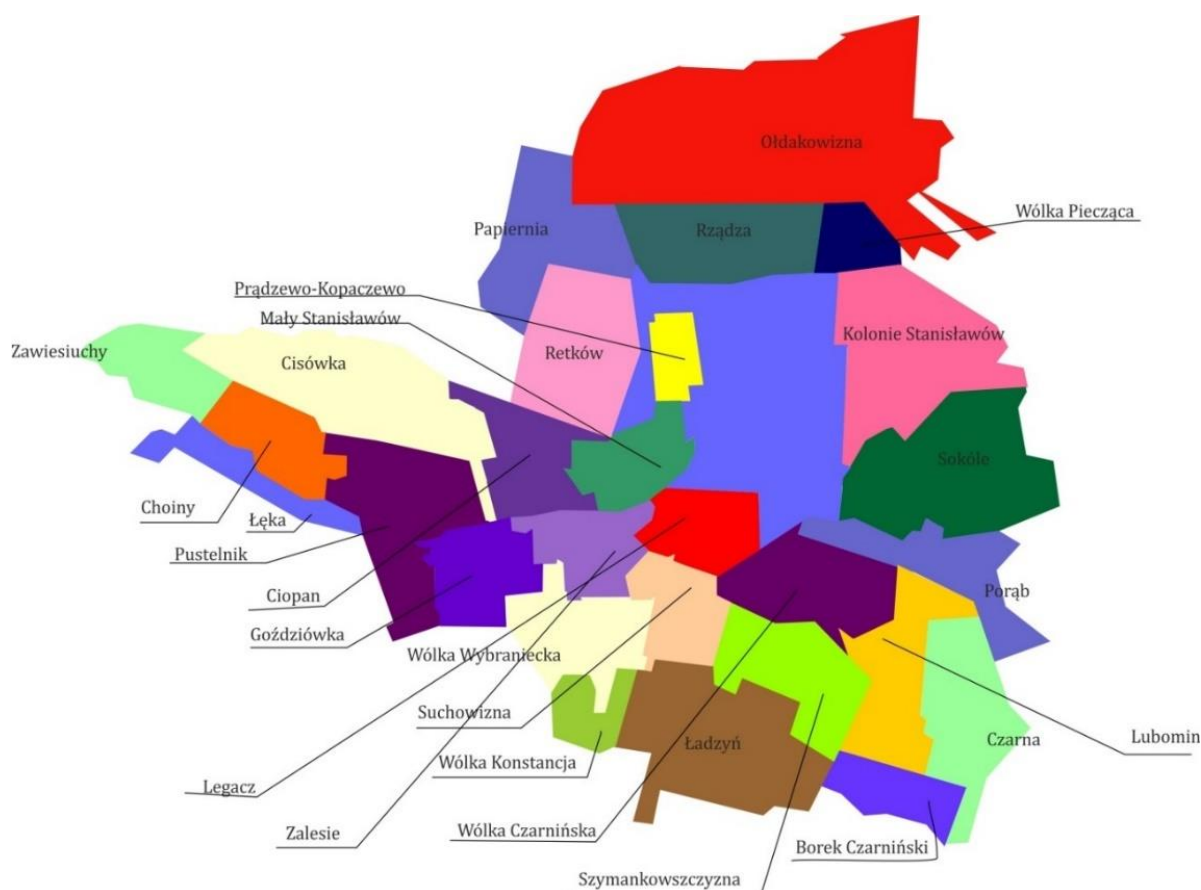 Ołdakowizna
Wólka Piecząca
Papiernia
Rządza
Prądzewo-Kopaczewo
Mały Stanisławów
Kolonie Stanisławów
Zawiesiuchy
Cisówka
Retków
Sokóle
Choiny
Łęka
Pustelnik
Ciopan
Porąb
Goździówka
Wólka Wybraniecka
Suchowizna
Ładzyń
Czarna
Lubomin
Wólka Konstancja
Legacz
Zalesie
Wólka Czarnińska
Borek Czarniński
Szymankowszczyzna